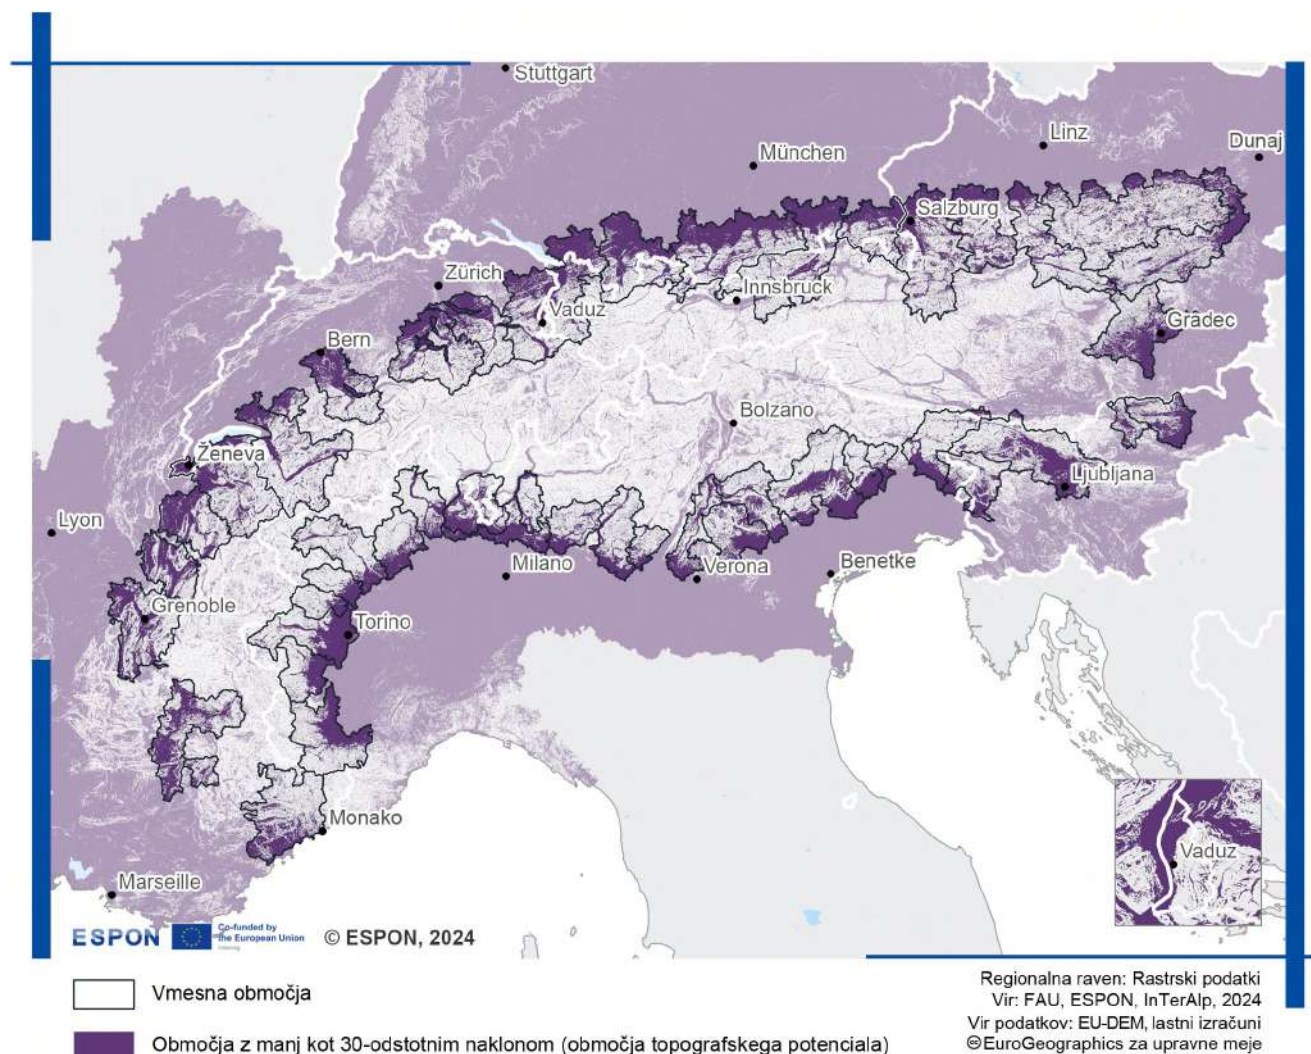 Stuttgart
Linz
Dunaj
München
Salzburg
Zürich
Innsbruck
Vaduz
Gradec
Bern
Bolzano
Ženeva
Ljubljana
Lyon
Milano
Verona
Benetke
Grenoble
Torino
Monako
Vaduz
Marseille
ESPON
Co-funded by
the European Union
Interreg
© ESPON, 2024
Vmesna območja
Območja z manj kot 30-odstotnim naklonom (območja topografskega potenciala)
Regionalna raven: Rastrski podatki
Vir: FAU, ESPON, InTerAlp, 2024
Vir podatkov: EU-DEM, lastni izračuni
©EuroGeographics za upravne meje